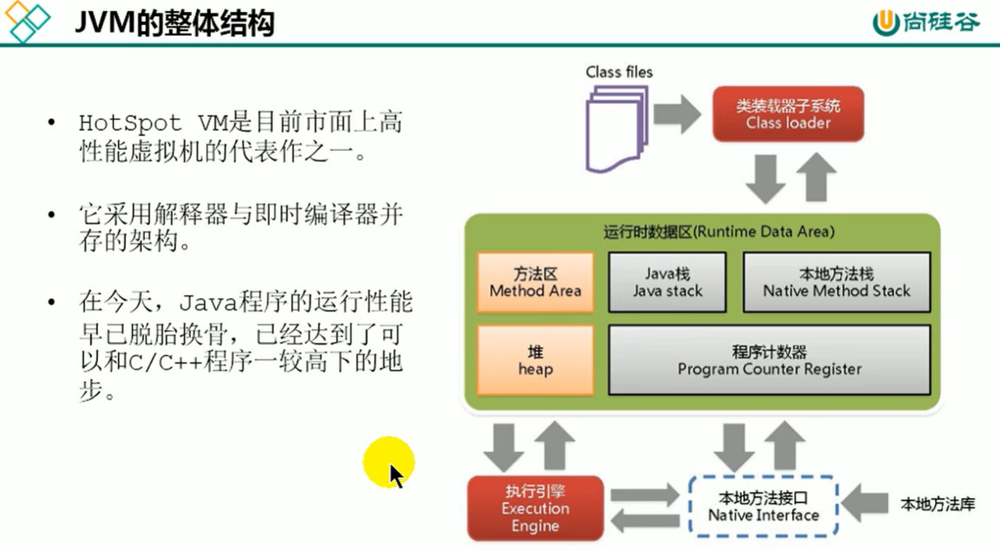 JVM的整体结构
尚硅谷
• HotSpot VM是目前市面上高
性能虚拟机的代表作之一。
• 它采用解释器与即时编译器并
存的架构。
• 在今天，Java程序的运行性能
早已脱胎换骨，已经达到了可
以和C/C++程序一较高下的地
步。
Class files
类装载器子系统
Class loader
运行时数据区(Runtime Data Area)
方法区
Method Area
Java栈
Java stack
本地方法栈
Native Method Stack
堆
heap
程序计数器
Program Counter Register
执行引擎
Execution
Engine
本地方法接口
Native Interface
本地方法库